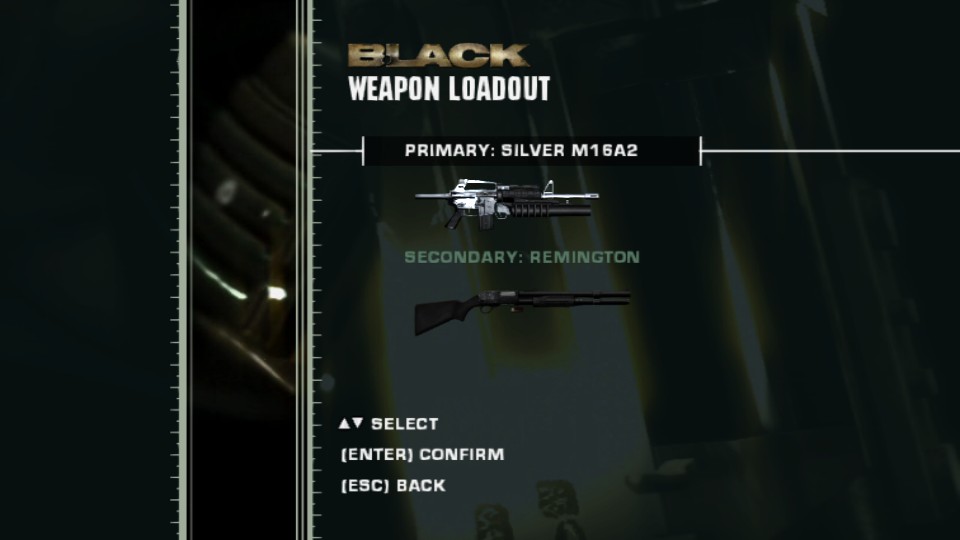 BLACK
WEAPON LOADOUT
PRIMARY: SILVER M16A2
SECONDARY: REMINGTON
▲▼ SELECT
(ENTER) CONFIRM
(ESC) BACK